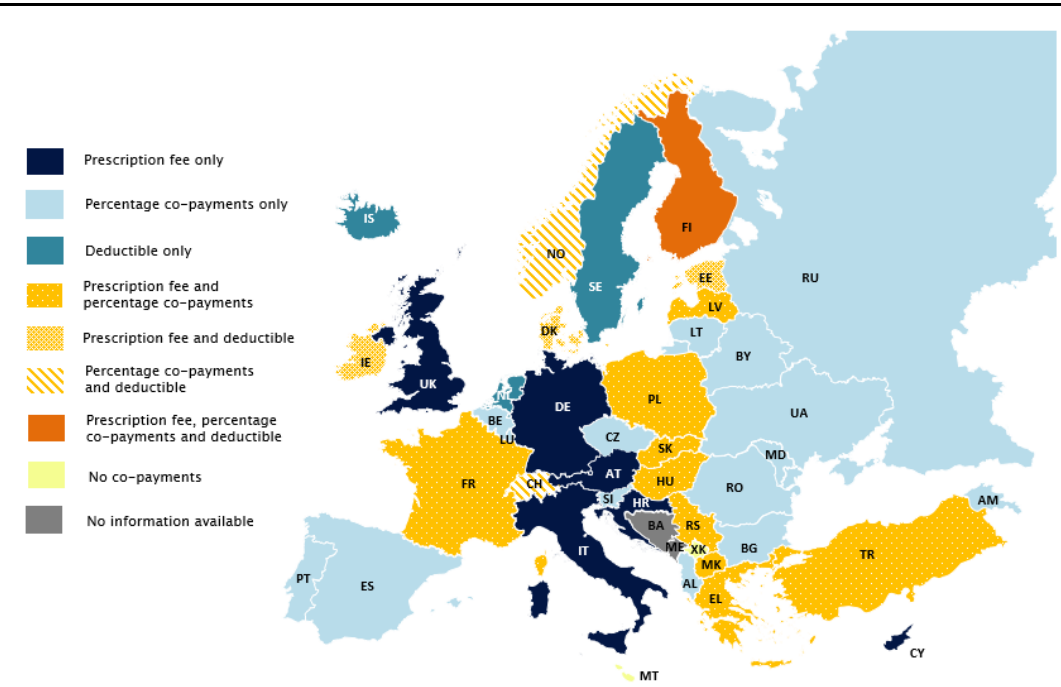 Prescription fee only
Percentage co-payments only
Deductible only
Prescription fee and
percentage co-payments
Prescription fee and deductible
Percentage co-payments
and deductible
Prescription fee, percentage
co-payments and deductible
No co-payments
No information available
IS
NO
SE
FI
RU
EE
LV
LT
DK
BY
IE
UK
NL
DE
PL
BE
LU
CZ
UA
SK
FR
CH
AT
HU
MD
SI
HR
RO
AM
BA
RS
IT
ME
XK
BG
MK
TR
PT
ES
AL
EL
CY
MT